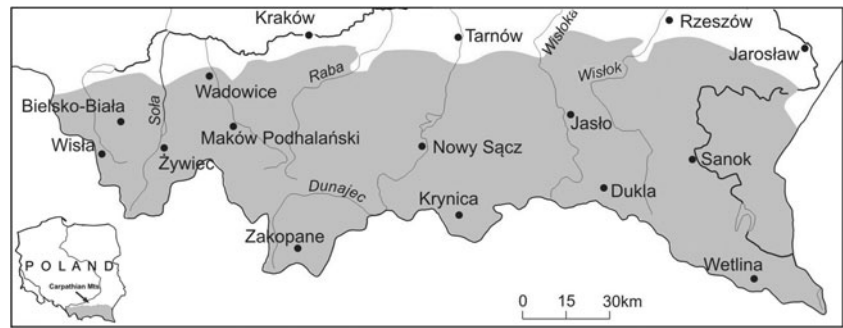 Kraków
Tarnów
Rzeszów
Jarosław
Wisłoka
Wisłok
Raba
Wadowice
Soła
Bielsko-Biała
Maków Podhalański
Jasło
Wisła
Żywiec
Nowy Sącz
Sanok
Dunajec
Krynica
Dukla
Zakopane
Wetlina
POLAND
Carpathian Mts
0 15 30km